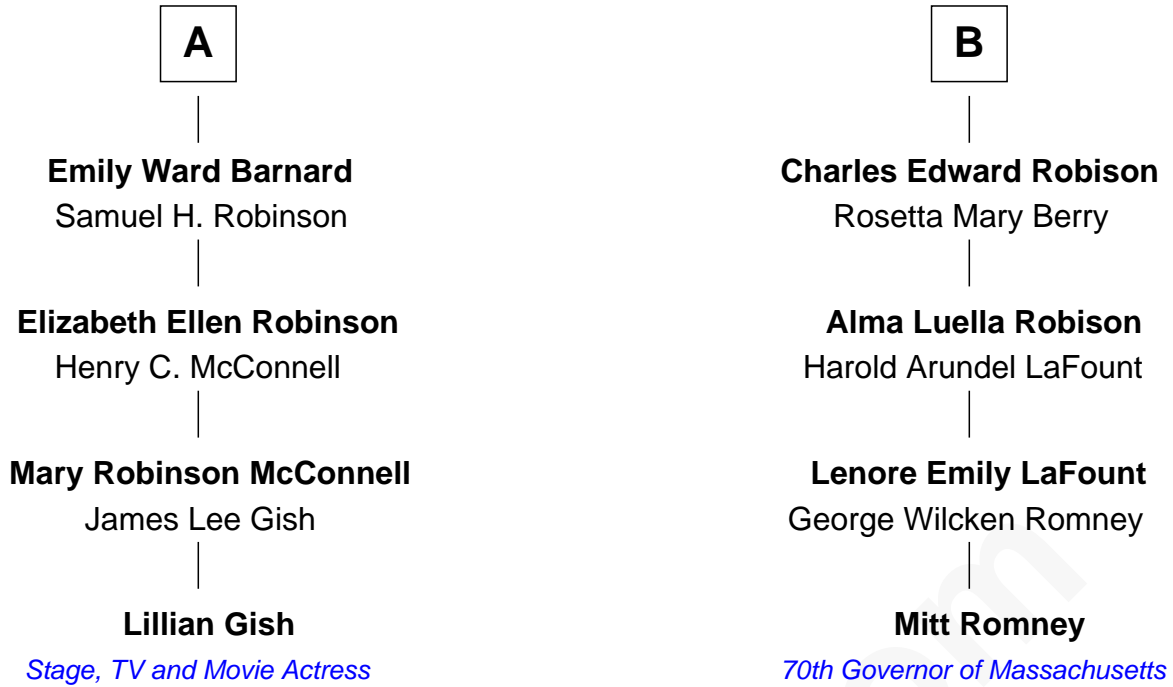 A
Emily Ward Barnard
Samuel H. Robinson
Elizabeth Ellen Robinson
Henry C. McConnell
Mary Robinson McConnell
James Lee Gish
Lillian Gish
Stage, TV and Movie Actress
B
Charles Edward Robison
Rosetta Mary Berry
Alma Luella Robison
Harold Arundel LaFount
Lenore Emily LaFount
George Wilcken Romney
Mitt Romney
70th Governor of Massachusetts